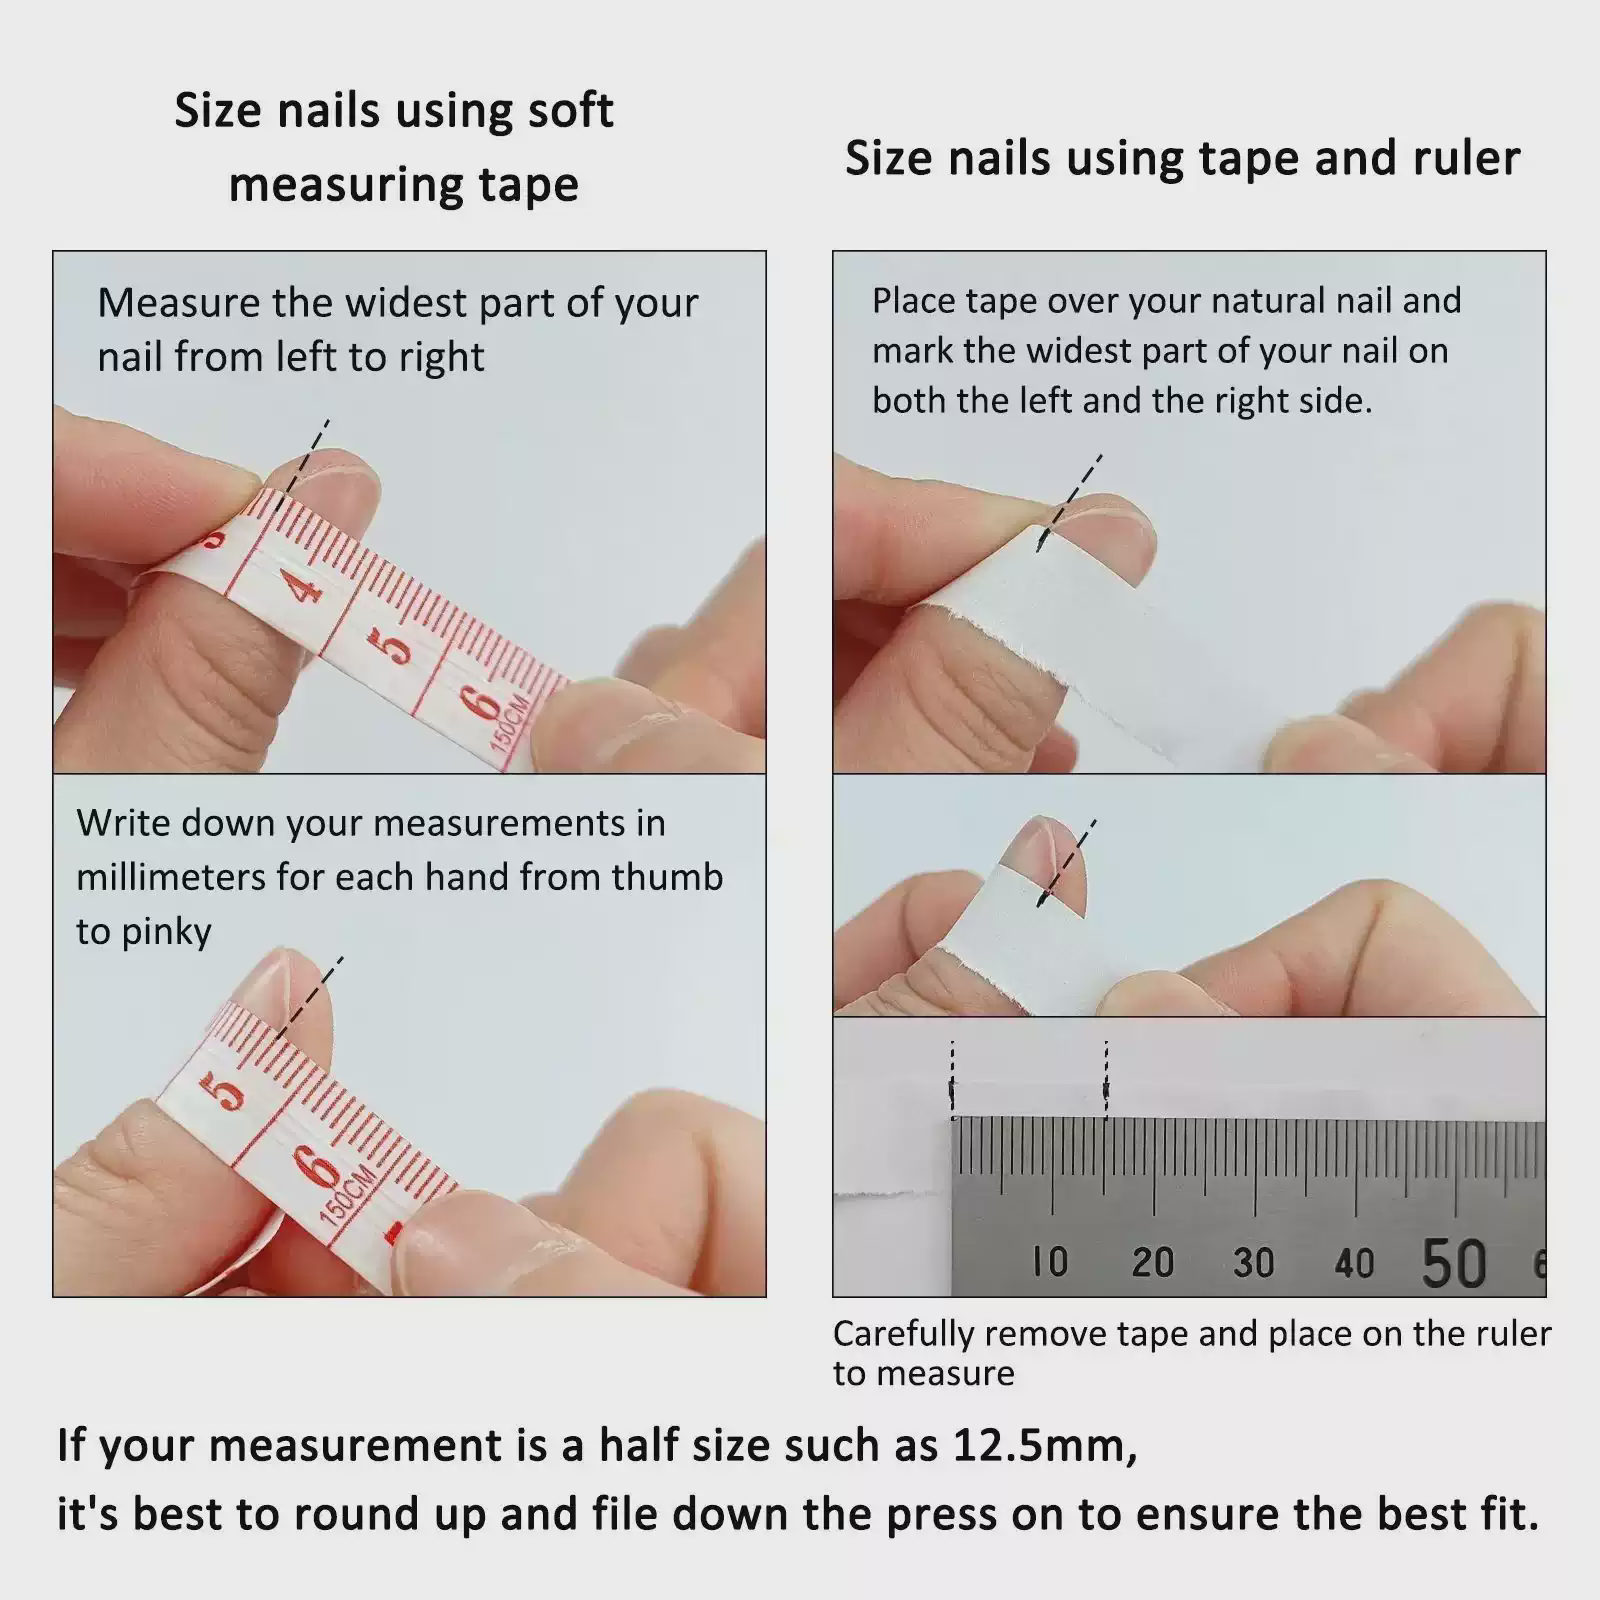 Size nails using soft
measuring tape
Measure the widest part of your
nail from left to right
4
5
6
150CM
Write down your measurements in
millimeters for each hand from thumb
to pinky
5
6
150CM
Size nails using tape and ruler
Place tape over your natural nail and
mark the widest part of your nail on
both the left and the right side.
10 20 30 40 50
Carefully remove tape and place on the ruler
to measure
If your measurement is a half size such as 12.5mm,
it's best to round up and file down the press on to ensure the best fit.